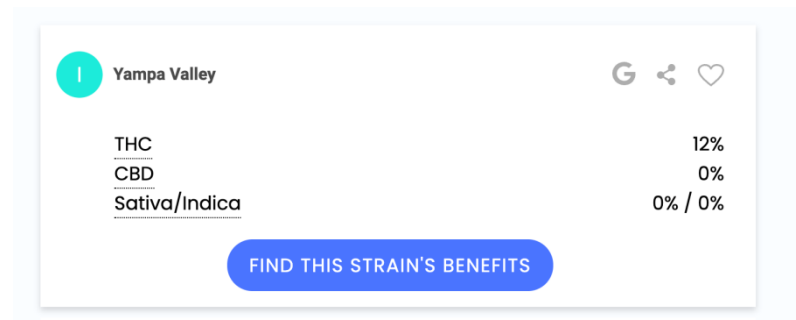 I Yampa Valley G
THC 12%
CBD 0%
Sativa/Indica 0% / 0%
FIND THIS STRAIN'S BENEFITS